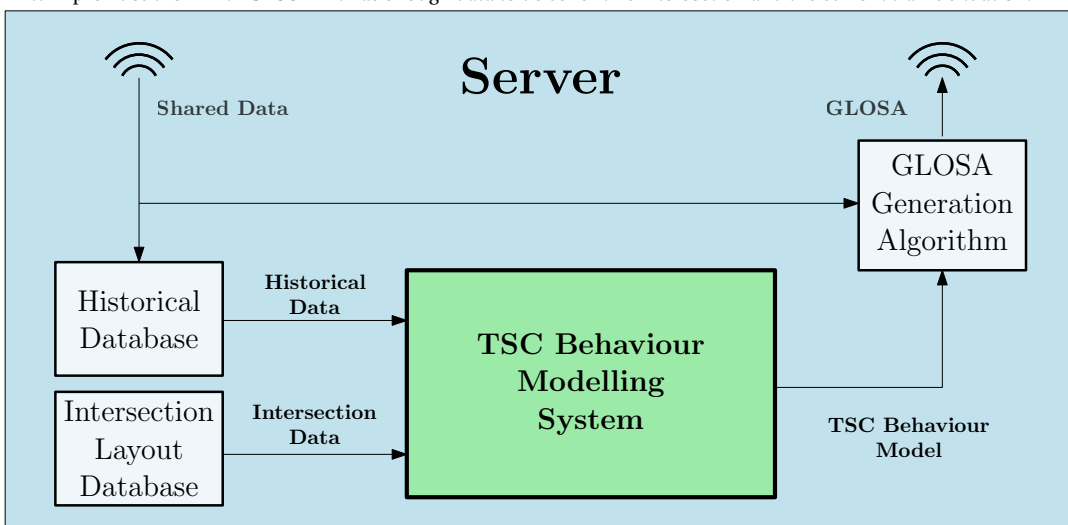 Server
Shared Data
GLOSA
GLOSA
Generation
Algorithm
Historical
Database
Historical
Data
TSC Behaviour
Modelling
System
Intersection
Layout
Database
Intersection
Data
TSC Behaviour
Model